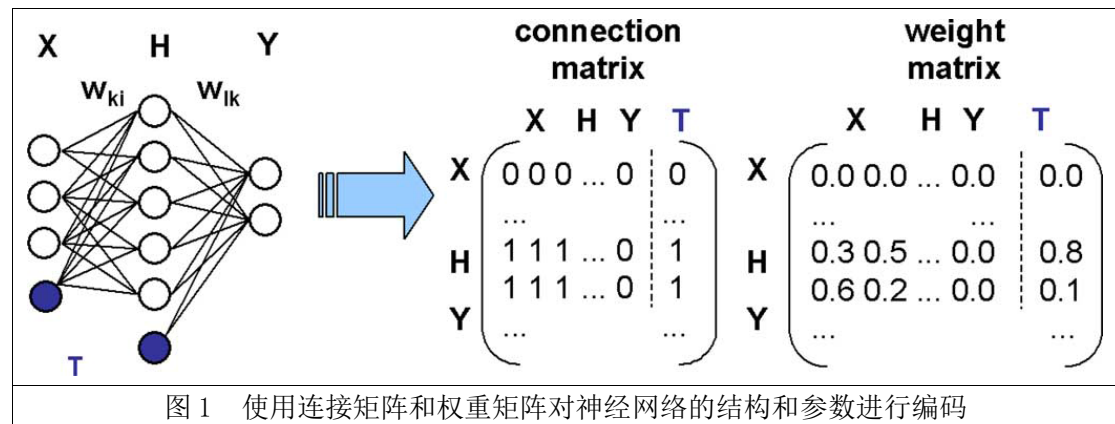 X H Y
w_ki w_lk
T
connection
matrix
X H Y T
X 0 0 0 ... 0 0
... ...
H 1 1 1 ... 0 1
1 1 1 ... 0 1
Y ... ...
weight
matrix
X H Y T
X 0.0 0.0 ... 0.0 0.0
... ...
H 0.3 0.5 ... 0.0 0.8
0.6 0.2 ... 0.0 0.1
Y ... ...
图 1 使用连接矩阵和权重矩阵对神经网络的结构和参数进行编码